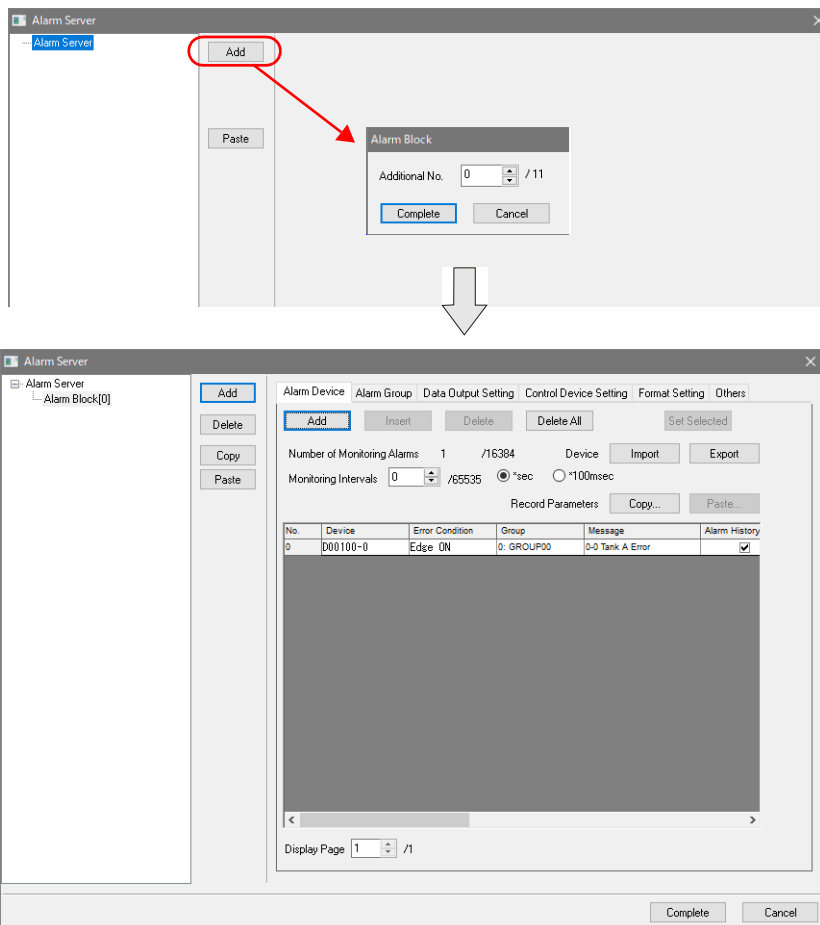 Alarm Server
Alarm Server
Add
Paste
Alarm Block
Additional No. 0 / 11
Complete Cancel
Alarm Server
Alarm Server
Alarm Block[0]
Add
Delete
Copy
Paste
Alarm Device Alarm Group Data Output Setting Control Device Setting Format Setting Others
Add Insert Delete Delete All Set Selected
Number of Monitoring Alarms 1 /16384 Device Import Export
Monitoring Intervals 0 /65535 *sec *100msec
Record Parameters Copy... Paste...
No. Device Error Condition Group Message Alarm History
0 D00100-0 Edge ON 0: GROUP00 0-0 Tank A Error
Display Page 1 /1
Complete Cancel